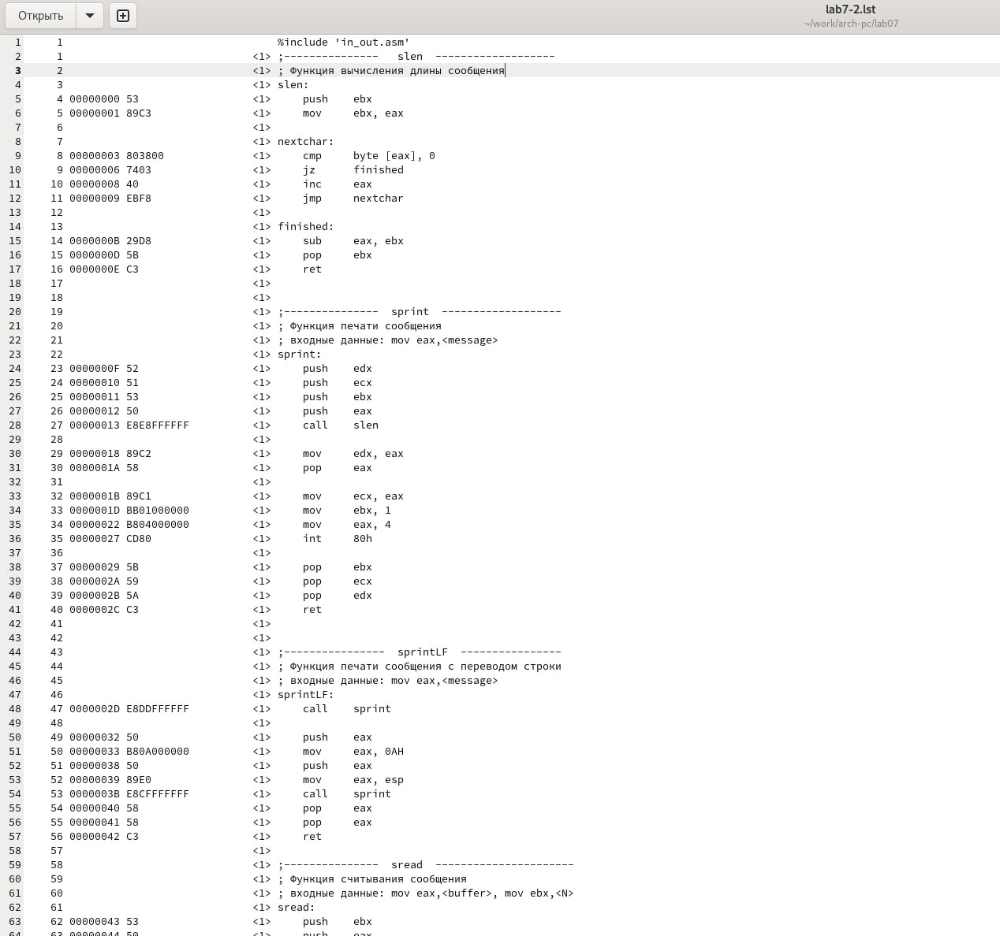 Открыть
lab7-2.lst
~/work/arch-pc/lab07
1 1 %include 'in_out.asm'
2 1 <1> ;--------------- slen -------------------
3 2 <1> ; Функция вычисления длины сообщения
4 3 <1> slen:
5 4 00000000 53 <1> push ebx
6 5 00000001 89C3 <1> mov ebx, eax
7 6 <1>
8 7 <1> nextchar:
9 8 00000003 803800 <1> cmp byte [eax], 0
10 9 00000006 7403 <1> jz finished
11 10 00000008 40 <1> inc eax
12 11 00000009 EBF8 <1> jmp nextchar
13 12 <1>
14 13 <1> finished:
15 14 0000000B 29D8 <1> sub eax, ebx
16 15 0000000D 5B <1> pop ebx
17 16 0000000E C3 <1> ret
18 17 <1>
19 18 <1>
20 19 <1> ;--------------- sprint -------------------
21 20 <1> ; Функция печати сообщения
22 21 <1> ; входные данные: mov eax,<message>
23 22 <1> sprint:
24 23 0000000F 52 <1> push edx
25 24 00000010 51 <1> push ecx
26 25 00000011 53 <1> push ebx
27 26 00000012 50 <1> push eax
28 27 00000013 E8E8FFFFFF <1> call slen
29 28 <1>
30 29 00000018 89C2 <1> mov edx, eax
31 30 0000001A 58 <1> pop eax
32 31 <1>
33 32 0000001B 89C1 <1> mov ecx, eax
34 33 0000001D BB01000000 <1> mov ebx, 1
35 34 00000022 B804000000 <1> mov eax, 4
36 35 00000027 CD80 <1> int 80h
37 36 <1>
38 37 00000029 5B <1> pop ebx
39 38 0000002A 59 <1> pop ecx
40 39 0000002B 5A <1> pop edx
41 40 0000002C C3 <1> ret
42 41 <1>
43 42 <1>
44 43 <1> ;---------------- sprintLF ----------------
45 44 <1> ; Функция печати сообщения с переводом строки
46 45 <1> ; входные данные: mov eax,<message>
47 46 <1> sprintLF:
48 47 0000002D E8DDFFFFFF <1> call sprint
49 48 <1>
50 49 00000032 50 <1> push eax
51 50 00000033 B80A000000 <1> mov eax, 0AH
52 51 00000038 50 <1> push eax
53 52 00000039 89E0 <1> mov eax, esp
54 53 0000003B E8CFFFFFFF <1> call sprint
55 54 00000040 58 <1> pop eax
56 55 00000041 58 <1> pop eax
57 56 00000042 C3 <1> ret
58 57 <1>
59 58 <1> ;--------------- sread ----------------------
60 59 <1> ; Функция считывания сообщения
61 60 <1> ; входные данные: mov eax,<buffer>, mov ebx,<N>
62 61 <1> sread:
63 62 00000043 53 <1> push ebx
64 63 00000044 50 <1> push eax